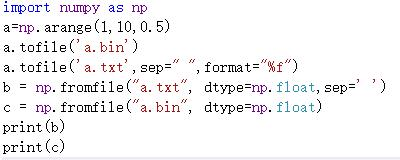 import numpy as np
a=np.arange(1,10,0.5)
a.tofile('a.bin')
a.tofile('a.txt',sep=" ",format="%f")
b = np.fromfile("a.txt", dtype=np.float,sep=' ')
c = np.fromfile("a.bin", dtype=np.float)
print(b)
print(c)